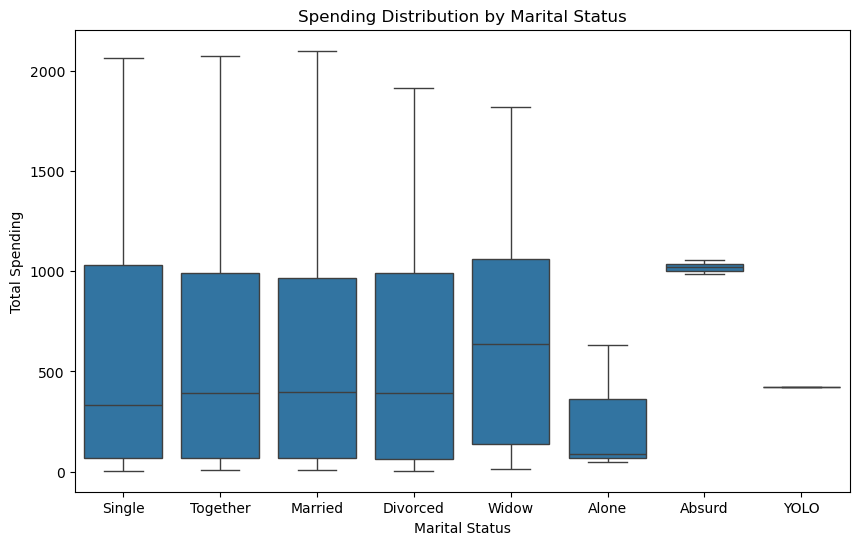 Spending Distribution by Marital Status
Total Spending
2000
1500
1000
500
0
Single Together Married Divorced Widow Alone Absurd YOLO
Marital Status